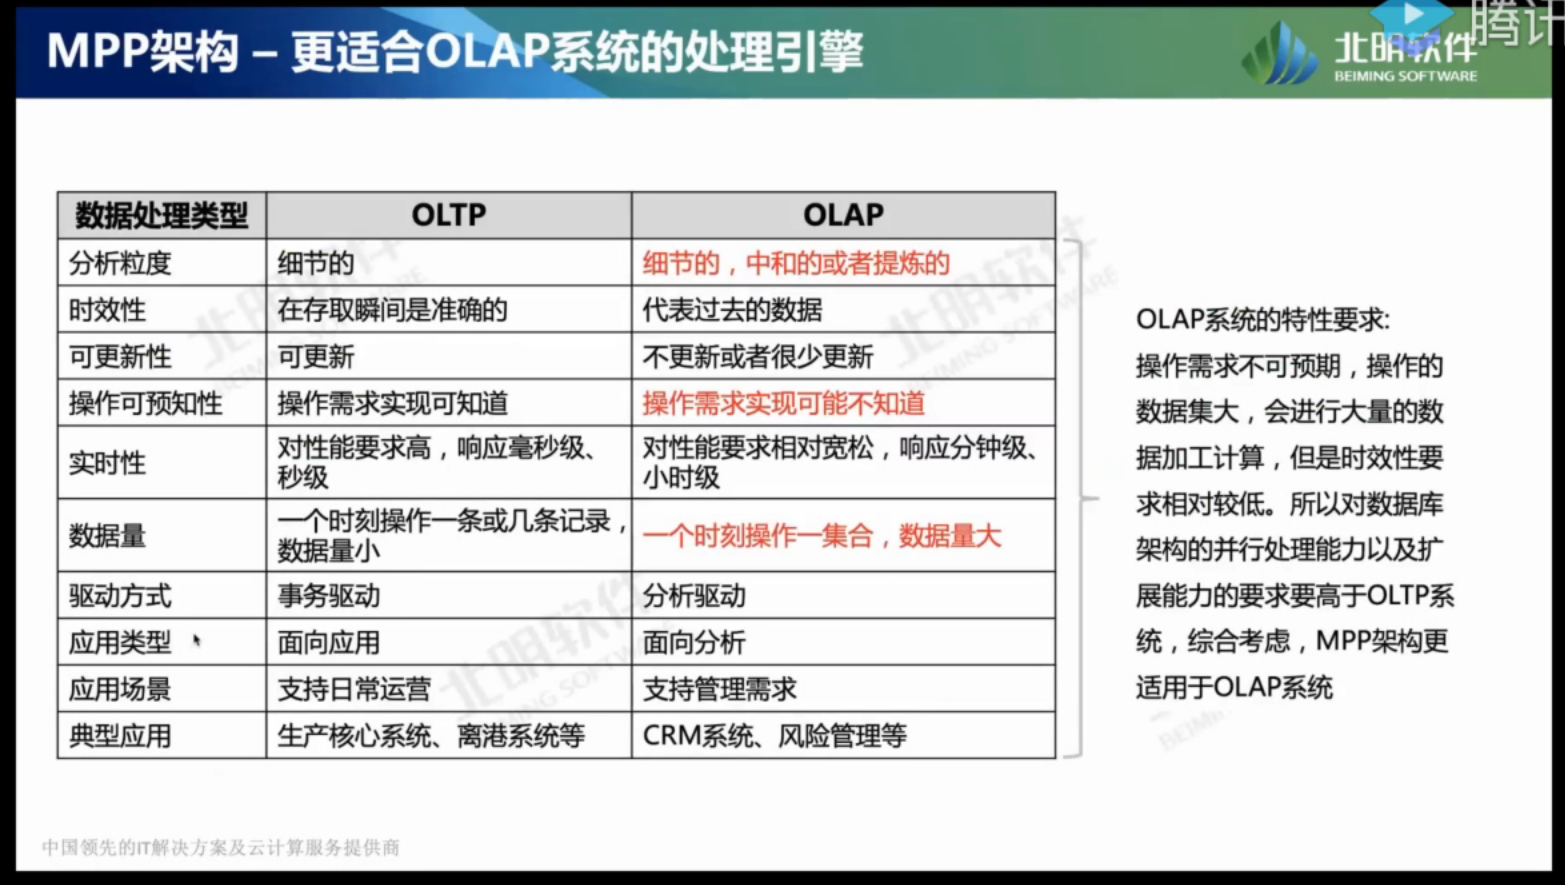 MPP架构 – 更适合OLAP系统的处理引擎
北明软件
BEIMING SOFTWARE
腾讯
数据处理类型 OLTP OLAP
分析粒度 细节的 细节的，中和的或者提炼的
时效性 在存取瞬间是准确的 代表过去的数据
可更新性 可更新 不更新或者很少更新
操作可预知性 操作需求实现可知道 操作需求实现可能不知道
实时性 对性能要求高，响应毫秒级、 对性能要求相对宽松，响应分钟级、
秒级 小时级
数据量 一个时刻操作一条或几条记录， 一个时刻操作一集合，数据量大
数据量小
驱动方式 事务驱动 分析驱动
应用类型 面向应用 面向分析
应用场景 支持日常运营 支持管理需求
典型应用 生产核心系统、离港系统等 CRM系统、风险管理等
OLAP系统的特性要求:
操作需求不可预期，操作的
数据集大，会进行大量的数
据加工计算，但是时效性要
求相对较低。所以对数据库
架构的并行处理能力以及扩
展能力的要求要高于OLTP系
统，综合考虑，MPP架构更
适用于OLAP系统
北明软件
BEIMING SOFTWARE
北明软件
BEIMING SOFTWARE
北明软件
BEIMING SOFTWARE
中国领先的IT解决方案及云计算服务提供商